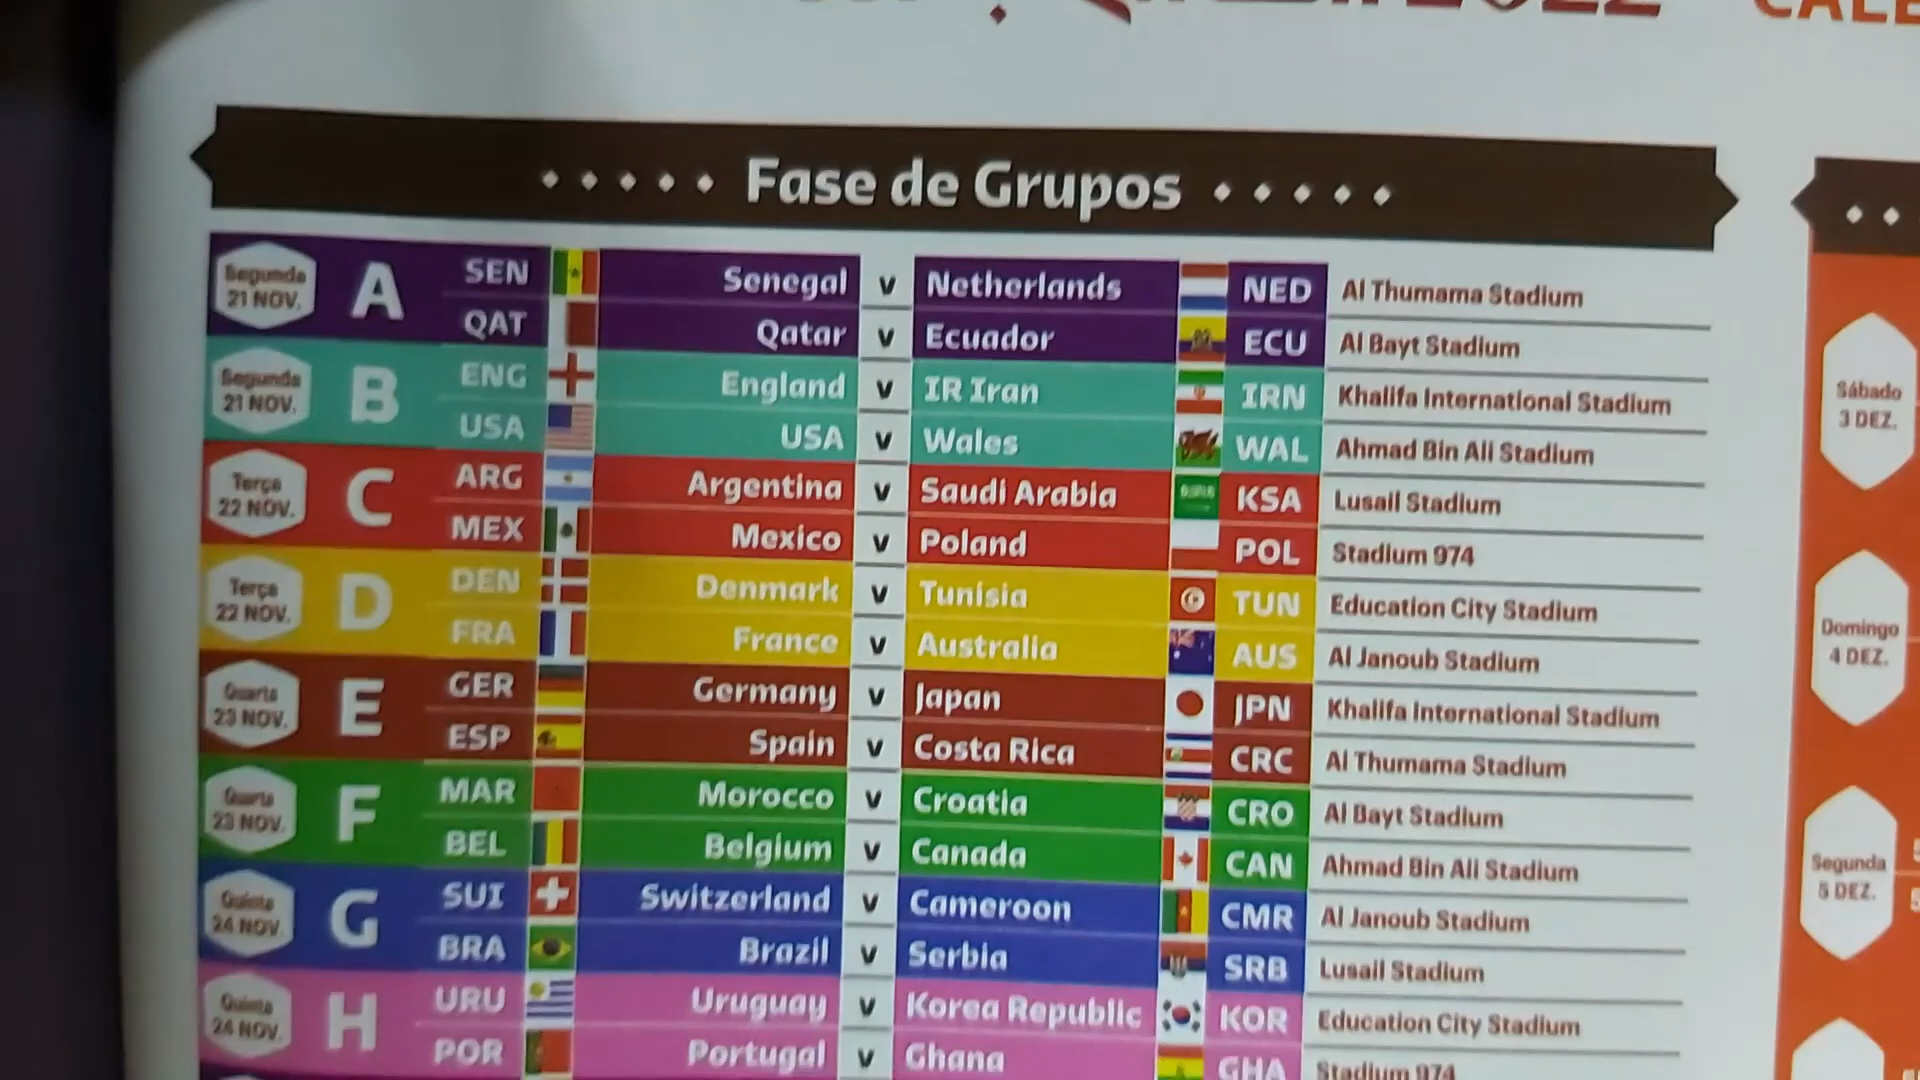 2022
Fase de Grupos
Segunda
21 NOV.
A
SEN Senegal v Netherlands NED Al Thumama Stadium
QAT Qatar v Ecuador ECU Al Bayt Stadium
Segunda
21 NOV.
B
ENG England v IR Iran IRN Khalifa International Stadium
USA USA v Wales WAL Ahmad Bin Ali Stadium
Terça
22 NOV.
C
ARG Argentina v Saudi Arabia KSA Lusail Stadium
MEX Mexico v Poland POL Stadium 974
Terça
22 NOV.
D
DEN Denmark v Tunisia TUN Education City Stadium
FRA France v Australia AUS Al Janoub Stadium
Quarta
23 NOV.
E
GER Germany v Japan JPN Khalifa International Stadium
ESP Spain v Costa Rica CRC Al Thumama Stadium
Quarta
23 NOV.
F
MAR Morocco v Croatia CRO Al Bayt Stadium
BEL Belgium v Canada CAN Ahmad Bin Ali Stadium
Quinta
24 NOV.
G
SUI Switzerland v Cameroon CMR Al Janoub Stadium
BRA Brazil v Serbia SRB Lusail Stadium
Quinta
24 NOV.
H
URU Uruguay v Korea Republic KOR Education City Stadium
POR Portugal v Ghana GHA Stadium 974
Sábado
3 DEZ.
Domingo
4 DEZ.
Segunda
5 DEZ.